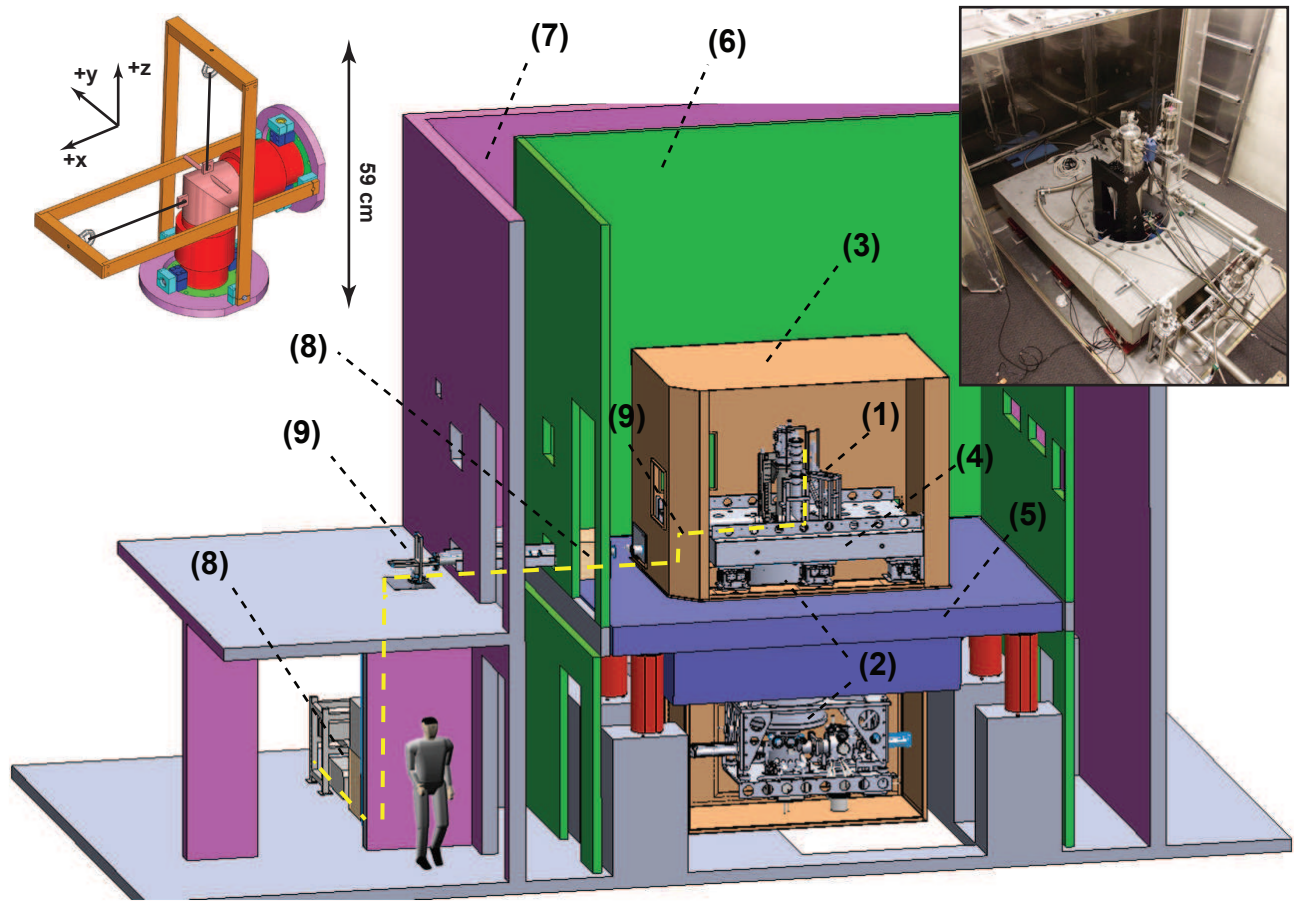 (7)
(6)
+y
+z
+x
59 cm
(3)
(8)
(9)
(9)
(1)
(4)
(5)
(8)
(2)